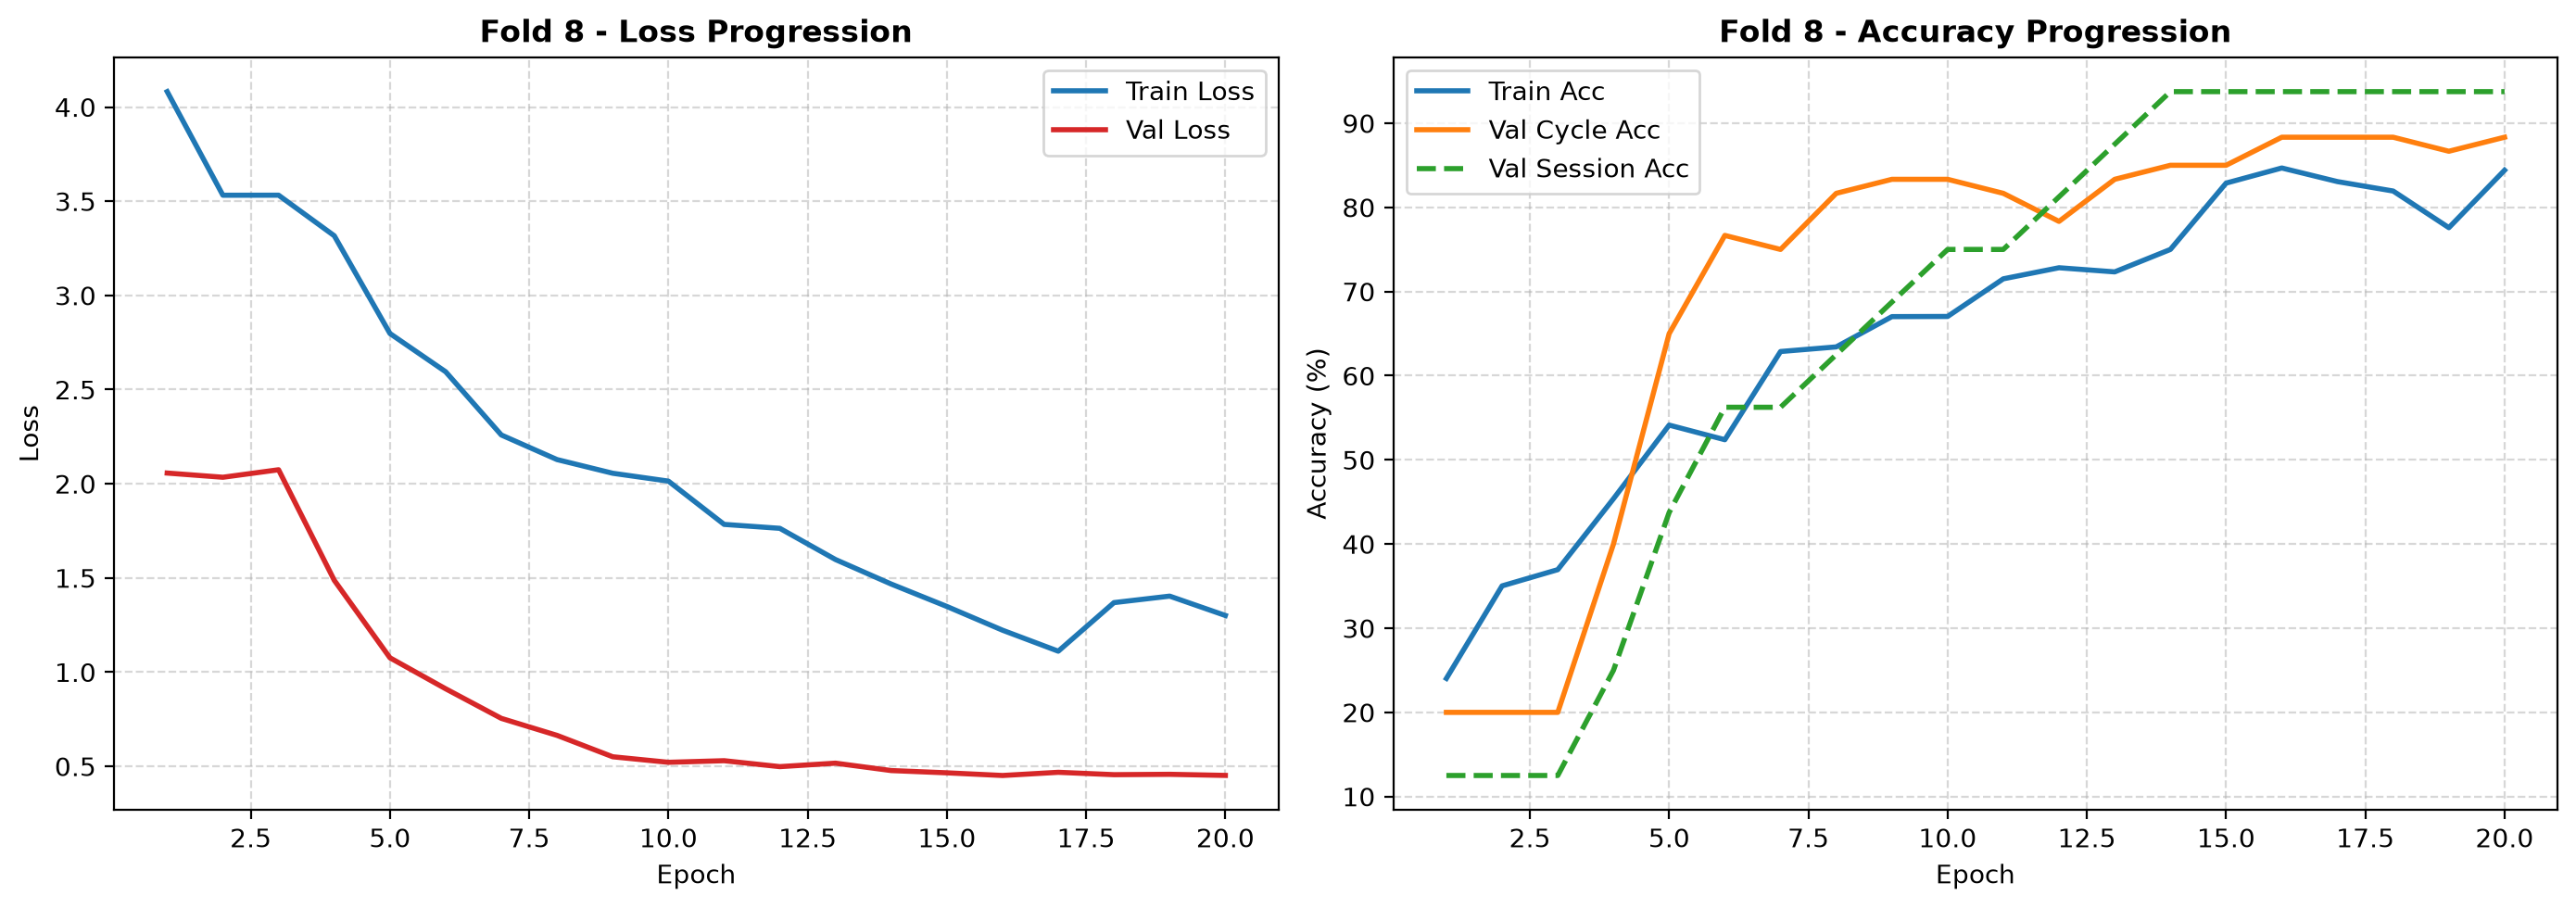 Fold 8 - Loss Progression
Train Loss
Val Loss
4.0
3.5
3.0
2.5
2.0
1.5
1.0
0.5
Loss
2.5 5.0 7.5 10.0 12.5 15.0 17.5 20.0
Epoch
Fold 8 - Accuracy Progression
Train Acc
Val Cycle Acc
Val Session Acc
90
80
70
60
50
40
30
20
10
Accuracy (%)
2.5 5.0 7.5 10.0 12.5 15.0 17.5 20.0
Epoch